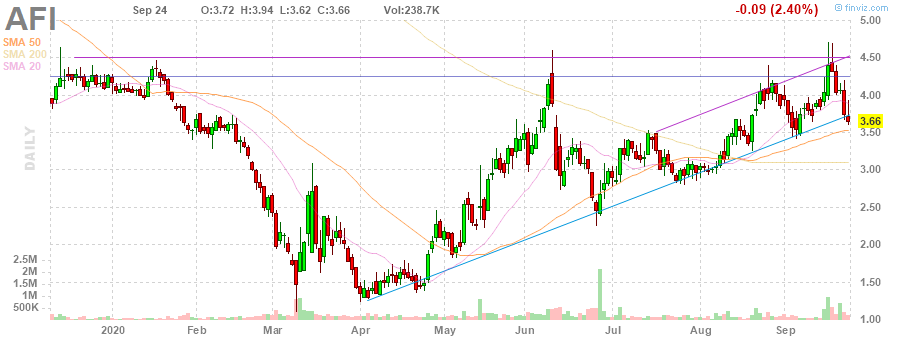 AFI Sep 24 O:3.72 H:3.94 L:3.62 C:3.66 Vol:238.7K -0.09 (2.40%) finviz.com
SMA 50
SMA 200
SMA 20
DAILY
5.00
4.50
4.00
3.66
3.50
3.00
2.50
2.00
1.50
1.00
2.5M
2M
1.5M
1M
500K
2020 Feb Mar Apr May Jun Jul Aug Sep